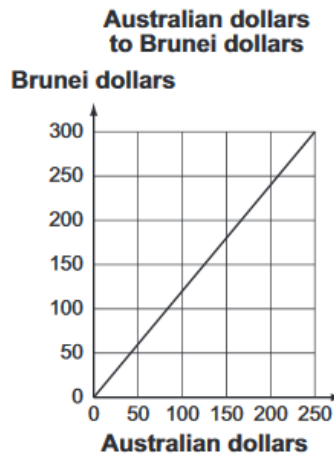 Australian dollars
to Brunei dollars
Brunei dollars
300
250
200
150
100
50
0
0 50 100 150 200 250
Australian dollars